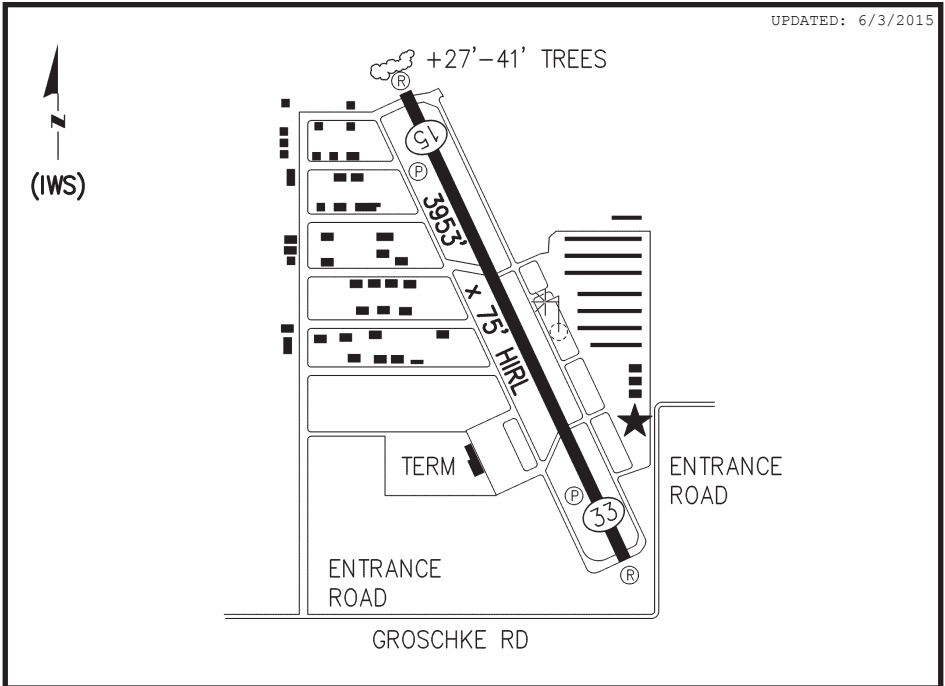 UPDATED: 6/3/2015
+27'-41' TREES
R
N
(IWS)
15
P
3953'
x 75' HIRL
TERM
ENTRANCE
ROAD
P
33
R
ENTRANCE
ROAD
GROSCHKE RD